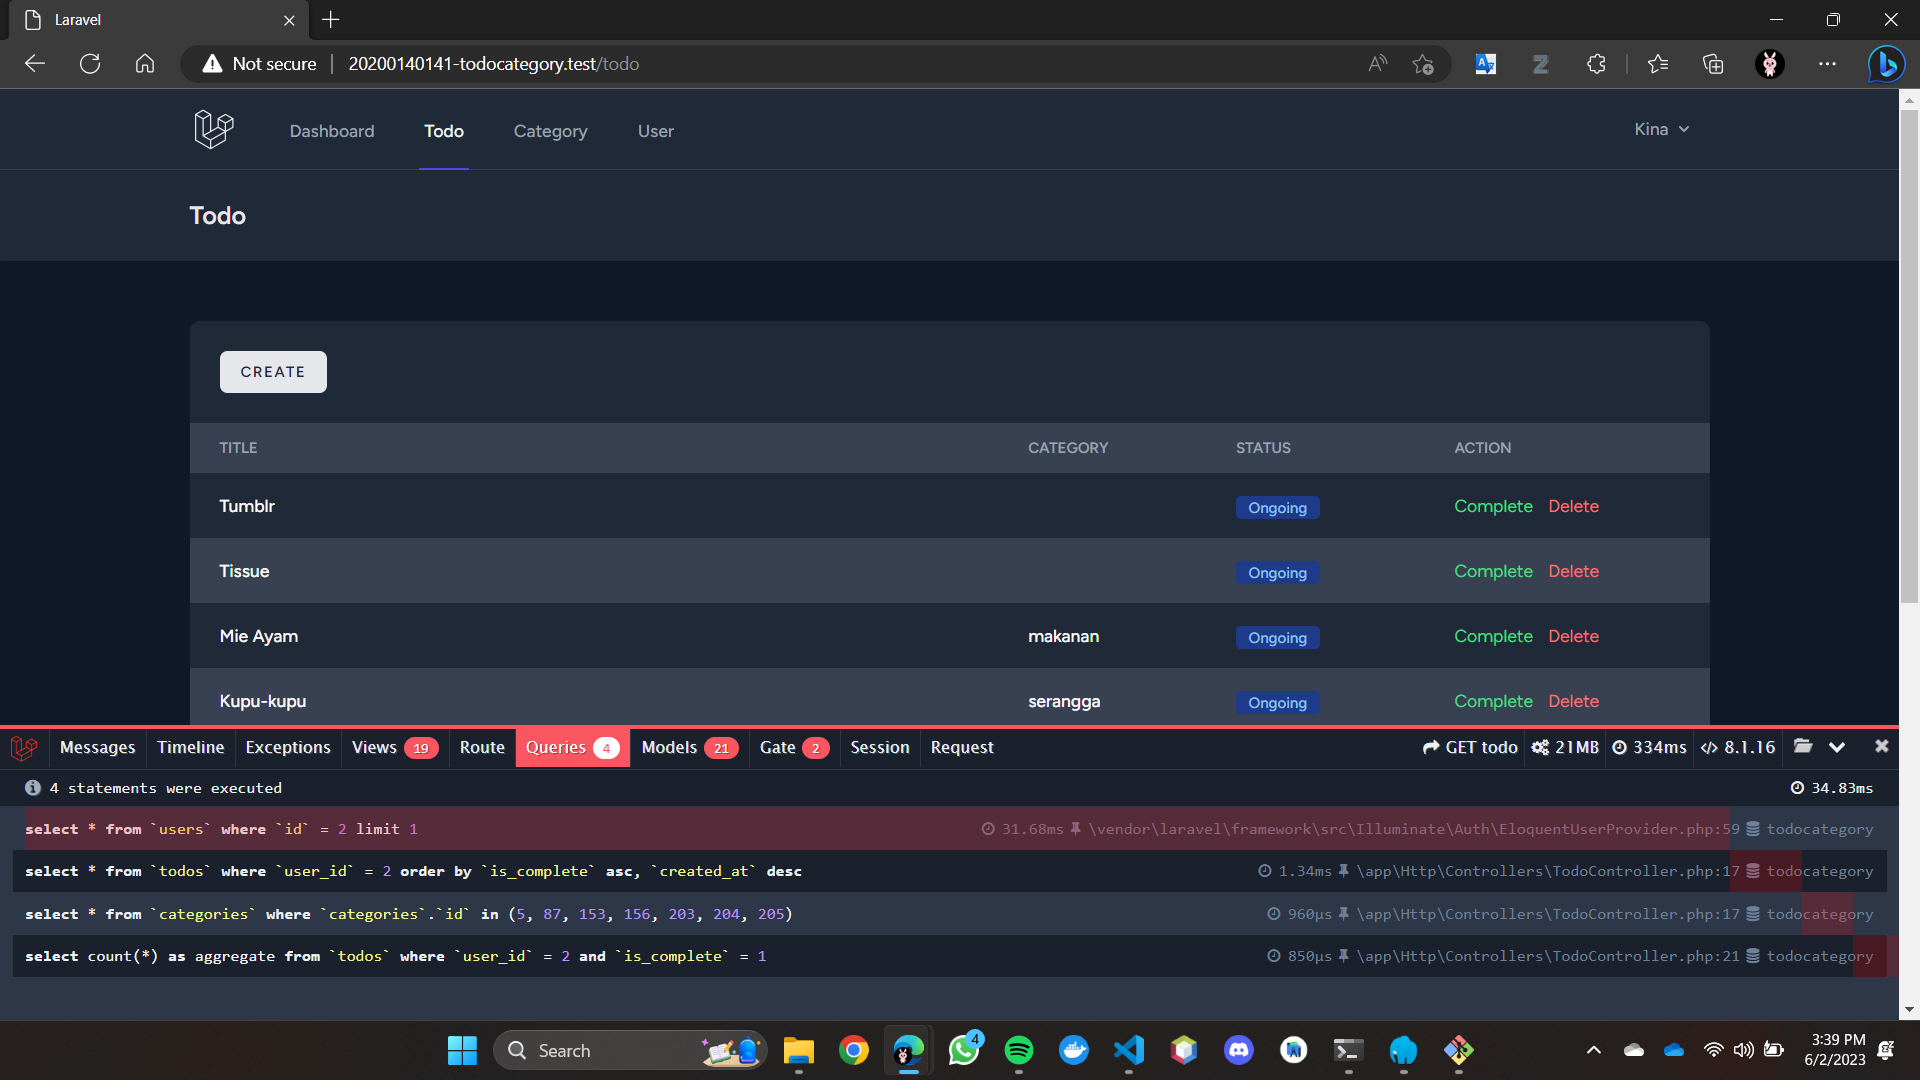 Laravel
Not secure | 20200140141-todocategory.test/todo
Dashboard Todo Category User Kina
Todo
CREATE
TITLE CATEGORY STATUS ACTION
Tumblr Ongoing Complete Delete
Tissue Ongoing Complete Delete
Mie Ayam makanan Ongoing Complete Delete
Kupu-kupu serangga Ongoing Complete Delete
Messages Timeline Exceptions Views 19 Route Queries 4 Models 21 Gate 2 Session Request GET todo 21MB 334ms 8.1.16
4 statements were executed 34.83ms
select * from `users` where `id` = 2 limit 1 31.68ms \vendor\laravel\framework\src\Illuminate\Auth\EloquentUserProvider.php:59 todocategory
select * from `todos` where `user_id` = 2 order by `is_complete` asc, `created_at` desc 1.34ms \app\Http\Controllers\TodoController.php:17 todocategory
select * from `categories` where `categories`.`id` in (5, 87, 153, 156, 203, 204, 205) 960μs \app\Http\Controllers\TodoController.php:17 todocategory
select count(*) as aggregate from `todos` where `user_id` = 2 and `is_complete` = 1 850μs \app\Http\Controllers\TodoController.php:21 todocategory
Search 4 3:39 PM
6/2/2023